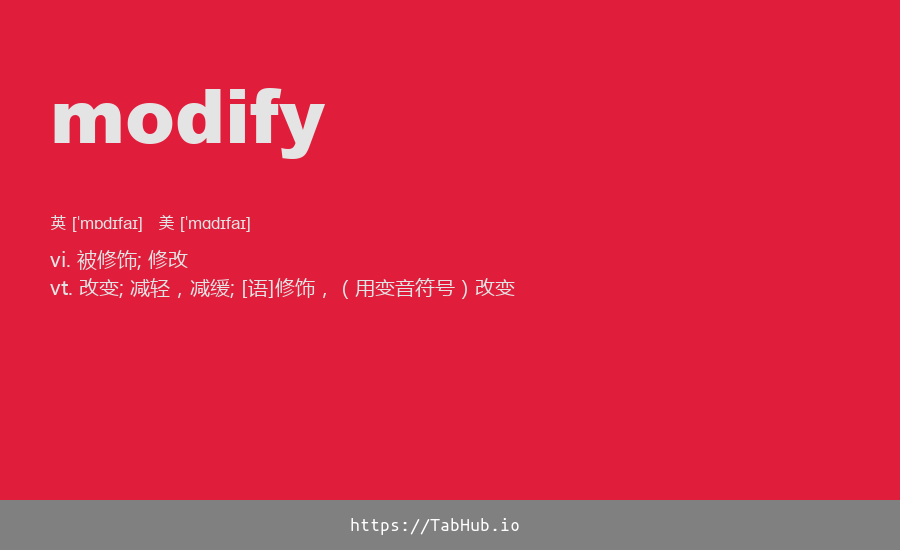 modify
英 [ˈmɒdɪfaɪ] 美 [ˈmɑdɪfaɪ]
vi. 被修饰; 修改
vt. 改变; 减轻，减缓; [语]修饰，（用变音符号）改变
https://TabHub.io